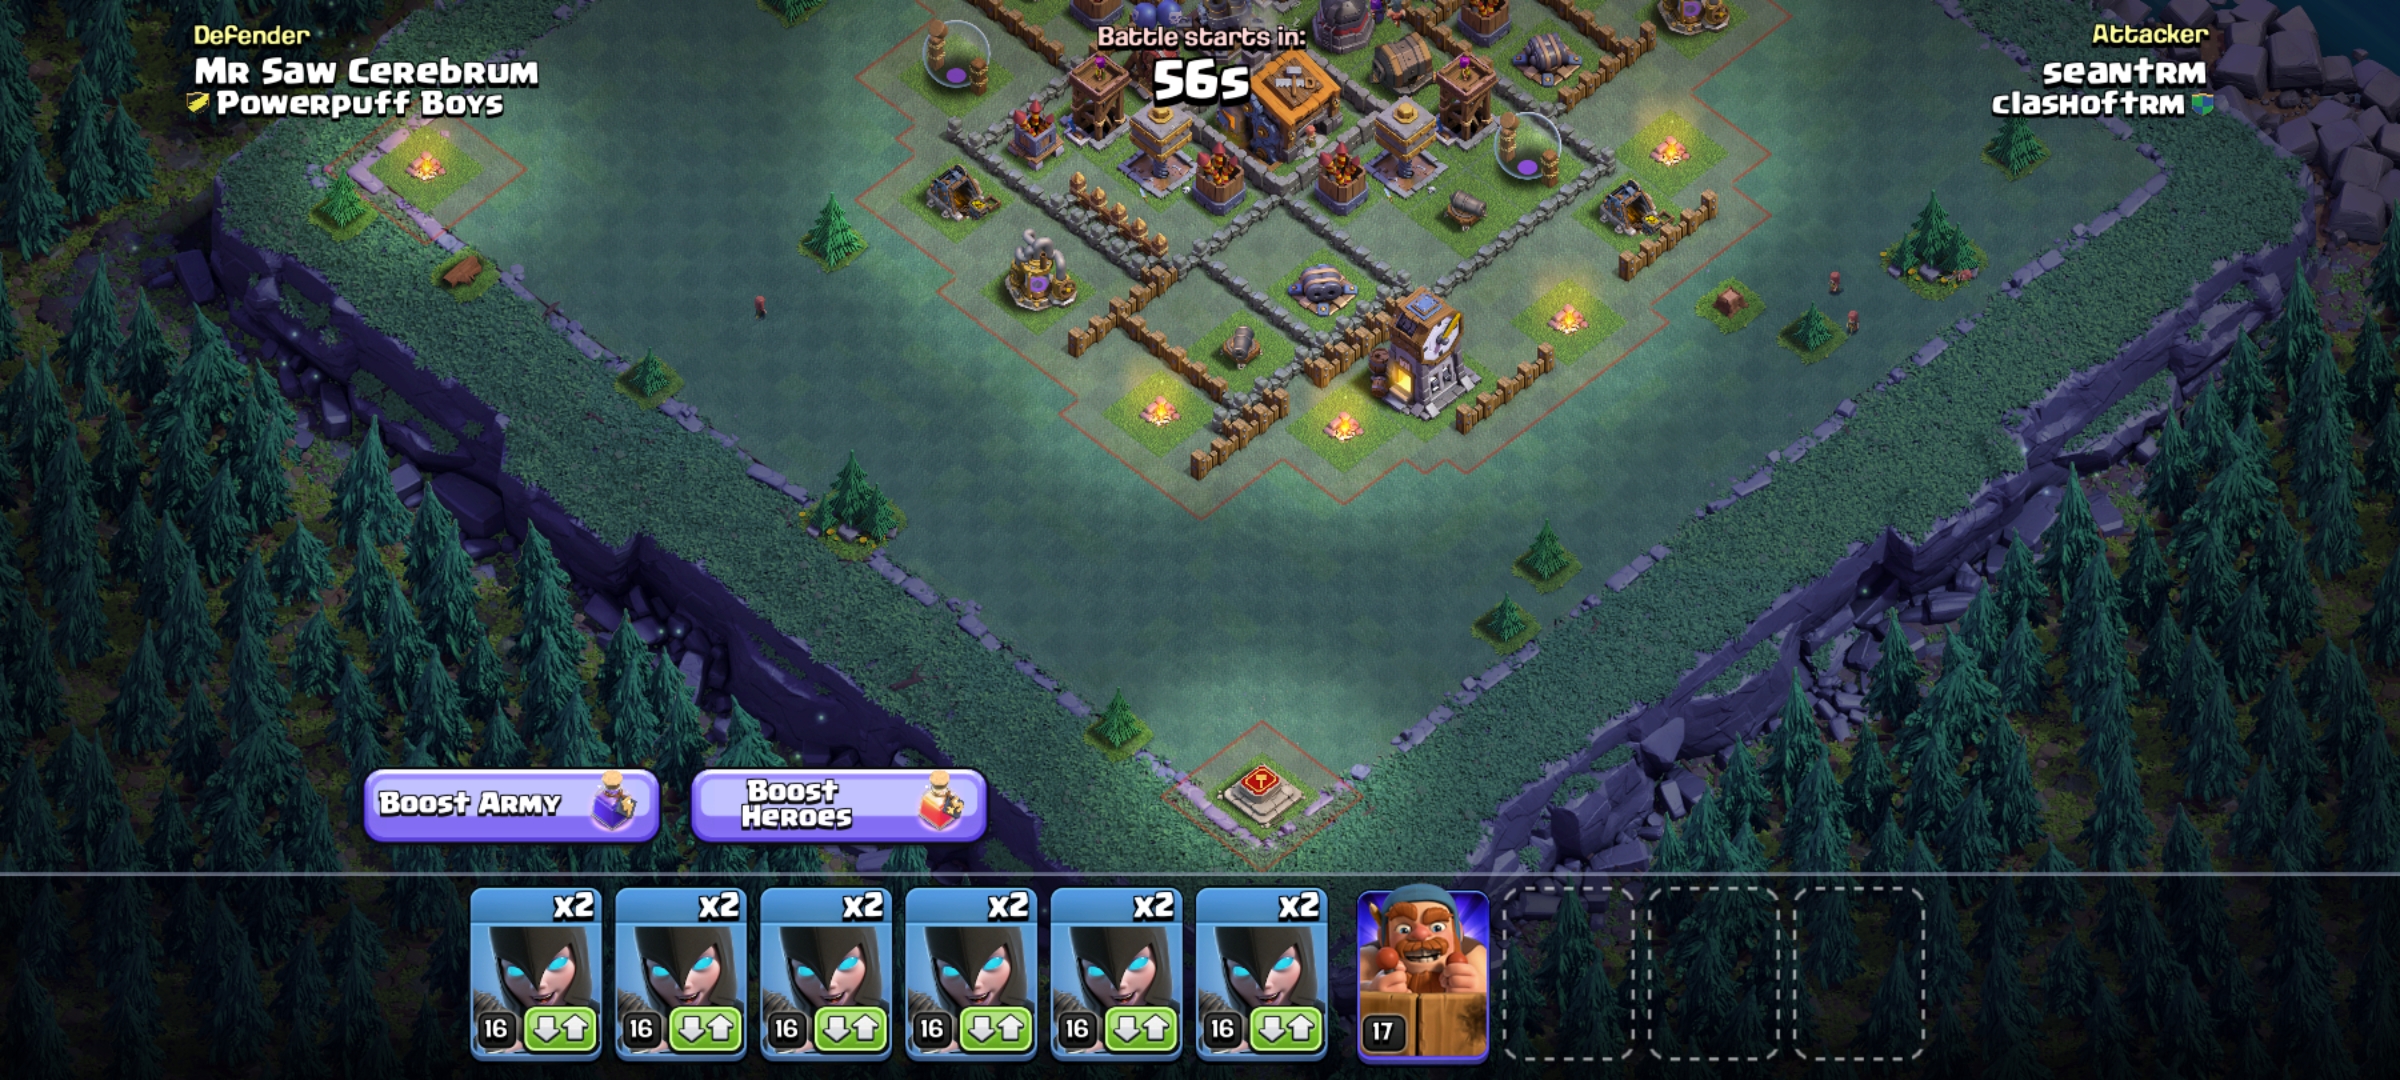 Defender
Mr Saw Cerebrum
Powerpuff Boys
Battle starts in:
56s
Attacker
seantRM
clashoftRM
Boost Army
Boost
Heroes
x2
x2
x2
x2
x2
x2
16
16
16
16
16
16
17